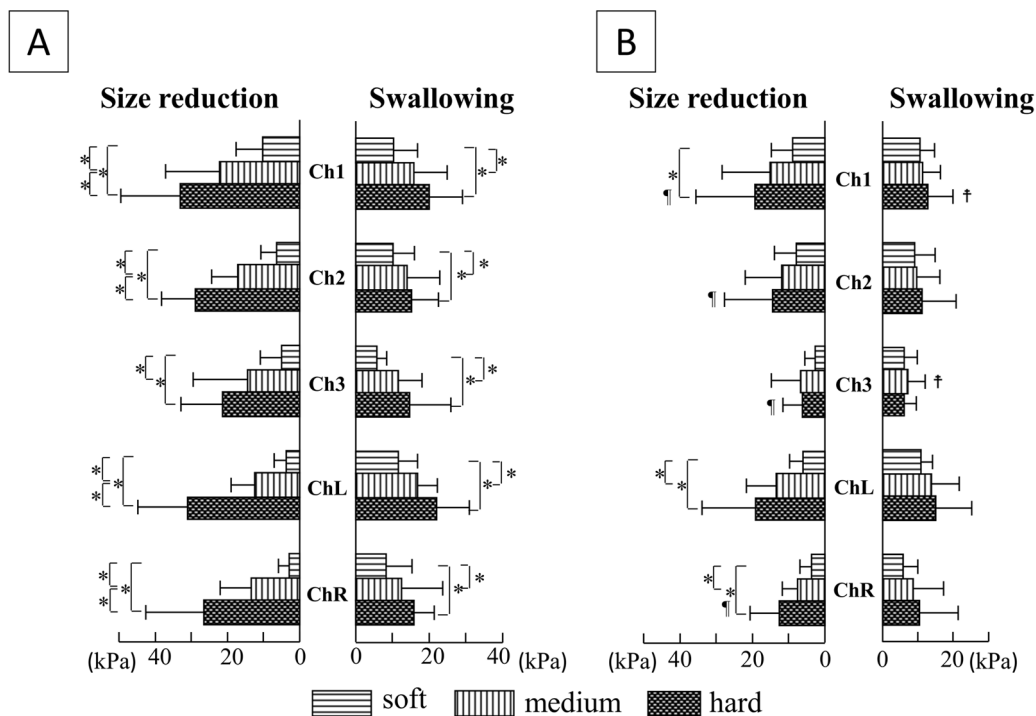 A
B
Size reduction Swallowing
Size reduction Swallowing
* * * Ch1 * *
* ¶ Ch1 ☨
* * * Ch2 * *
¶ Ch2
* * Ch3 * *
¶ Ch3 ☨
* * * ChL * *
* * ChL
* * * ChR * *
* * ¶ ChR
(kPa) 40 20 0 0 20 40 (kPa)
(kPa) 40 20 0 0 20 (kPa)
soft medium hard